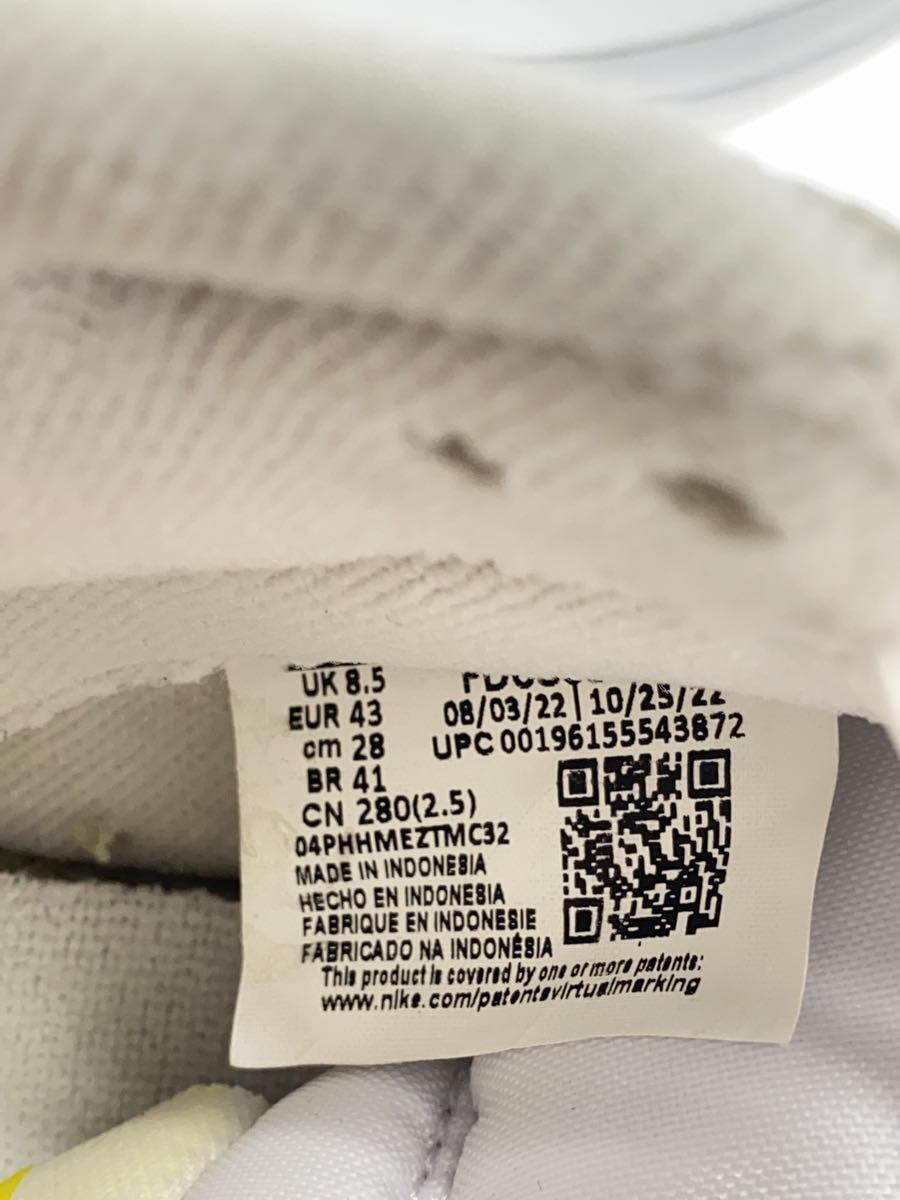 UK 8.5
EUR 43
cm 28
BR 41
CN 280(2.5)
08/03/22 | 10/25/22
UPC 00196155543872
04PHHMEZTMC32
MADE IN INDONESIA
HECHO EN INDONESIA
FABRIQUE EN INDONESIE
FABRICADO NA INDONÉSIA
This product is covered by one or more patents:
www.nike.com/patentsvirtualmarking